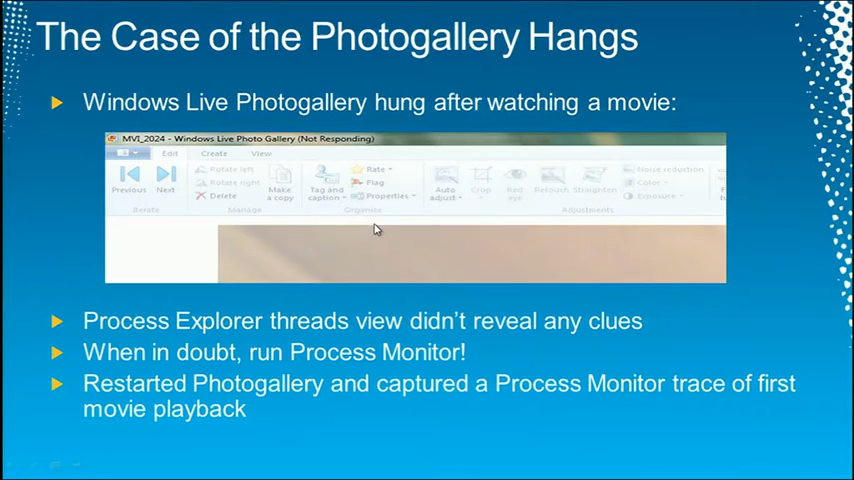 The Case of the Photogallery Hangs
Windows Live Photogallery hung after watching a movie:
MVI_2024 - Windows Live Photo Gallery (Not Responding)
Edit Create View
Previous Next
Rotate left
Rotate right
Delete
Make a copy
Tag and caption
Rate
Flag
Properties
Auto adjust
Crop
Red eye
Retouch
Straighten
Noise reduction
Color
Exposure
Iterate Manage Organize Adjustments
Process Explorer threads view didn't reveal any clues
When in doubt, run Process Monitor!
Restarted Photogallery and captured a Process Monitor trace of first
movie playback